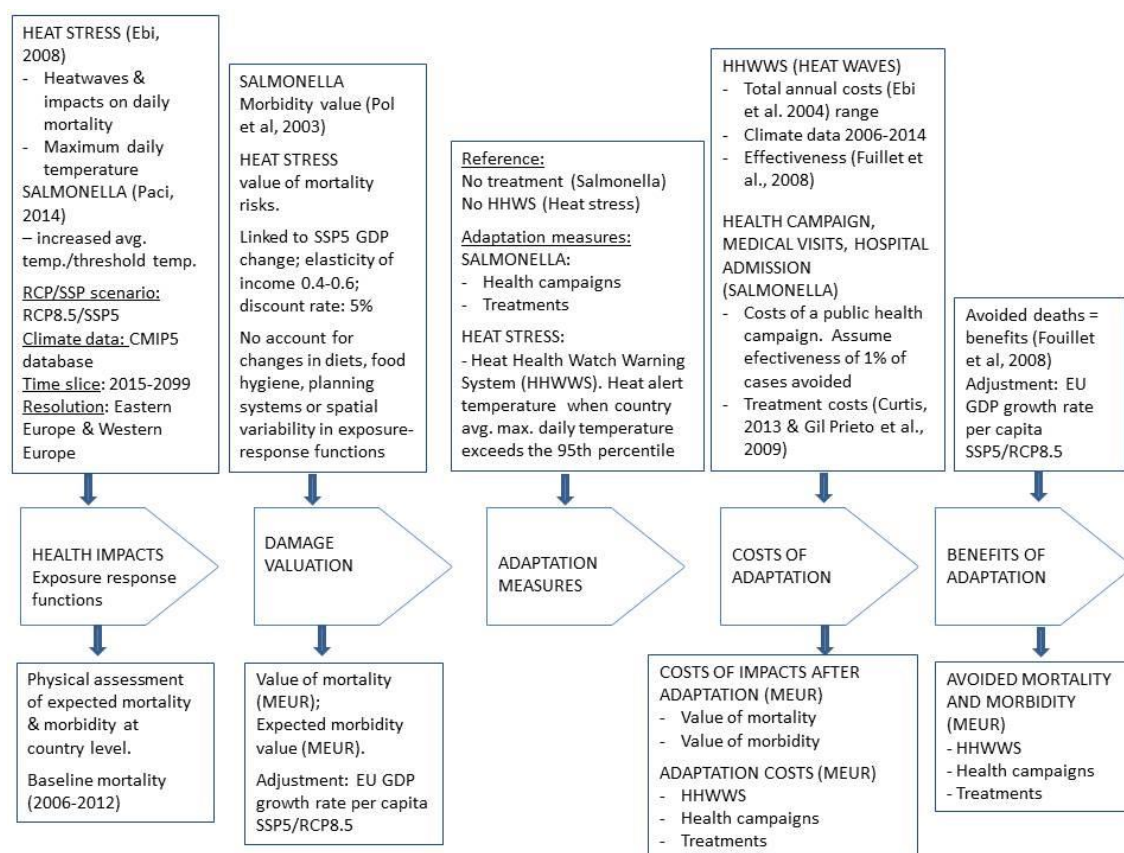 HEAT STRESS (Ebi,
2008)
- Heatwaves &
impacts on daily
mortality
- Maximum daily
temperature
SALMONELLA (Paci,
2014)
– increased avg.
temp./threshold temp.
RCP/SSP scenario:
RCP8.5/SSP5
Climate data: CMIP5
database
Time slice: 2015-2099
Resolution: Eastern
Europe & Western
Europe
SALMONELLA
Morbidity value (Pol
et al, 2003)
HEAT STRESS
value of mortality
risks.
Linked to SSP5 GDP
change; elasticity of
income 0.4-0.6;
discount rate: 5%
No account for
changes in diets, food
hygiene, planning
systems or spatial
variability in exposure-
response functions
Reference:
No treatment (Salmonella)
No HHWS (Heat stress)
Adaptation measures:
SALMONELLA:
- Health campaigns
- Treatments
HEAT STRESS:
- Heat Health Watch Warning
System (HHWWS). Heat alert
temperature when country
avg. max. daily temperature
exceeds the 95th percentile
HHWWS (HEAT WAVES)
- Total annual costs (Ebi
et al. 2004) range
- Climate data 2006-2014
- Effectiveness (Fuillet et
al., 2008)
HEALTH CAMPAIGN,
MEDICAL VISITS, HOSPITAL
ADMISSION
(SALMONELLA)
- Costs of a public health
campaign. Assume
efectiveness of 1% of
cases avoided
- Treatment costs (Curtis,
2013 & Gil Prieto et al.,
2009)
Avoided deaths =
benefits (Fouillet
et al, 2008)
Adjustment: EU
GDP growth rate
per capita
SSP5/RCP8.5
HEALTH IMPACTS
Exposure response
functions
DAMAGE
VALUATION
ADAPTATION
MEASURES
COSTS OF
ADAPTATION
BENEFITS OF
ADAPTATION
Physical assessment
of expected mortality
& morbidity at
country level.
Baseline mortality
(2006-2012)
Value of mortality
(MEUR);
Expected morbidity
value (MEUR).
Adjustment: EU GDP
growth rate per capita
SSP5/RCP8.5
COSTS OF IMPACTS AFTER
ADAPTATION (MEUR)
- Value of mortality
- Value of morbidity
ADAPTATION COSTS (MEUR)
- HHWWS
- Health campaigns
- Treatments
AVOIDED MORTALITY
AND MORBIDITY
(MEUR)
- HHWWS
- Health campaigns
- Treatments